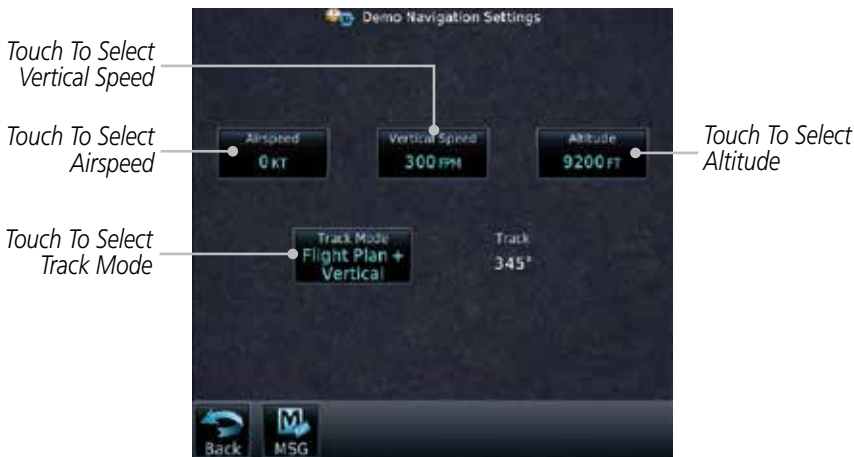 Demo Navigation Settings
Touch To Select
Vertical Speed
Touch To Select
Airspeed
Airspeed
0 KT
Vertical Speed
300 FPM
Altitude
9200 FT
Touch To Select
Altitude
Touch To Select
Track Mode
Track Mode
Flight Plan +
Vertical
Track
345°
Back
MSG